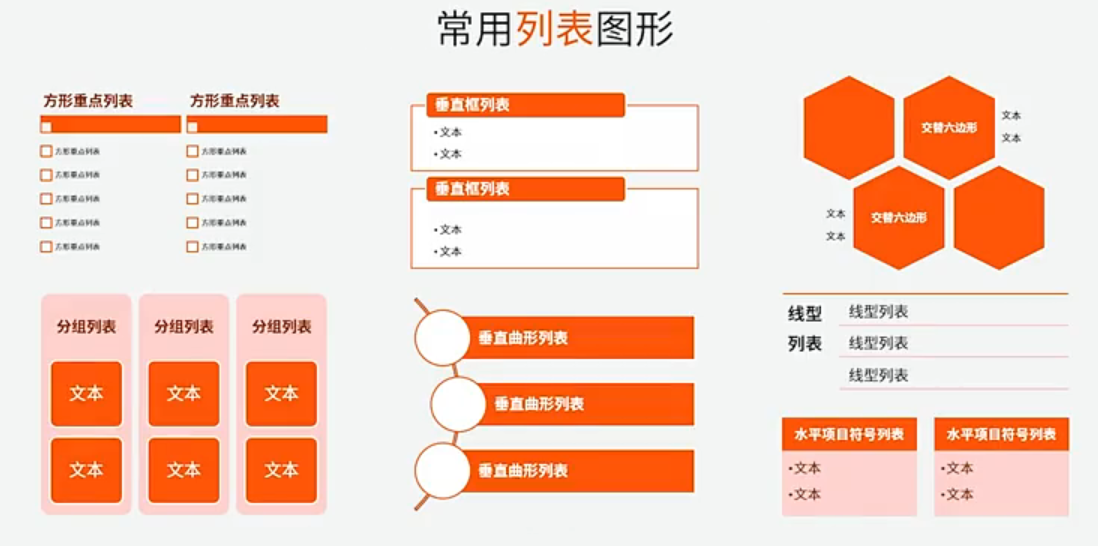 常用列表图形
方形重点列表
方形重点列表
方形重点列表
方形重点列表
方形重点列表
方形重点列表
方形重点列表
方形重点列表
方形重点列表
方形重点列表
方形重点列表
方形重点列表
垂直框列表
•文本
•文本
垂直框列表
•文本
•文本
交替六边形
文本
文本
文本
文本
交替六边形
分组列表
文本
文本
分组列表
文本
文本
分组列表
文本
文本
垂直曲形列表
垂直曲形列表
垂直曲形列表
线型
列表
线型列表
线型列表
线型列表
水平项目符号列表
•文本
•文本
水平项目符号列表
•文本
•文本